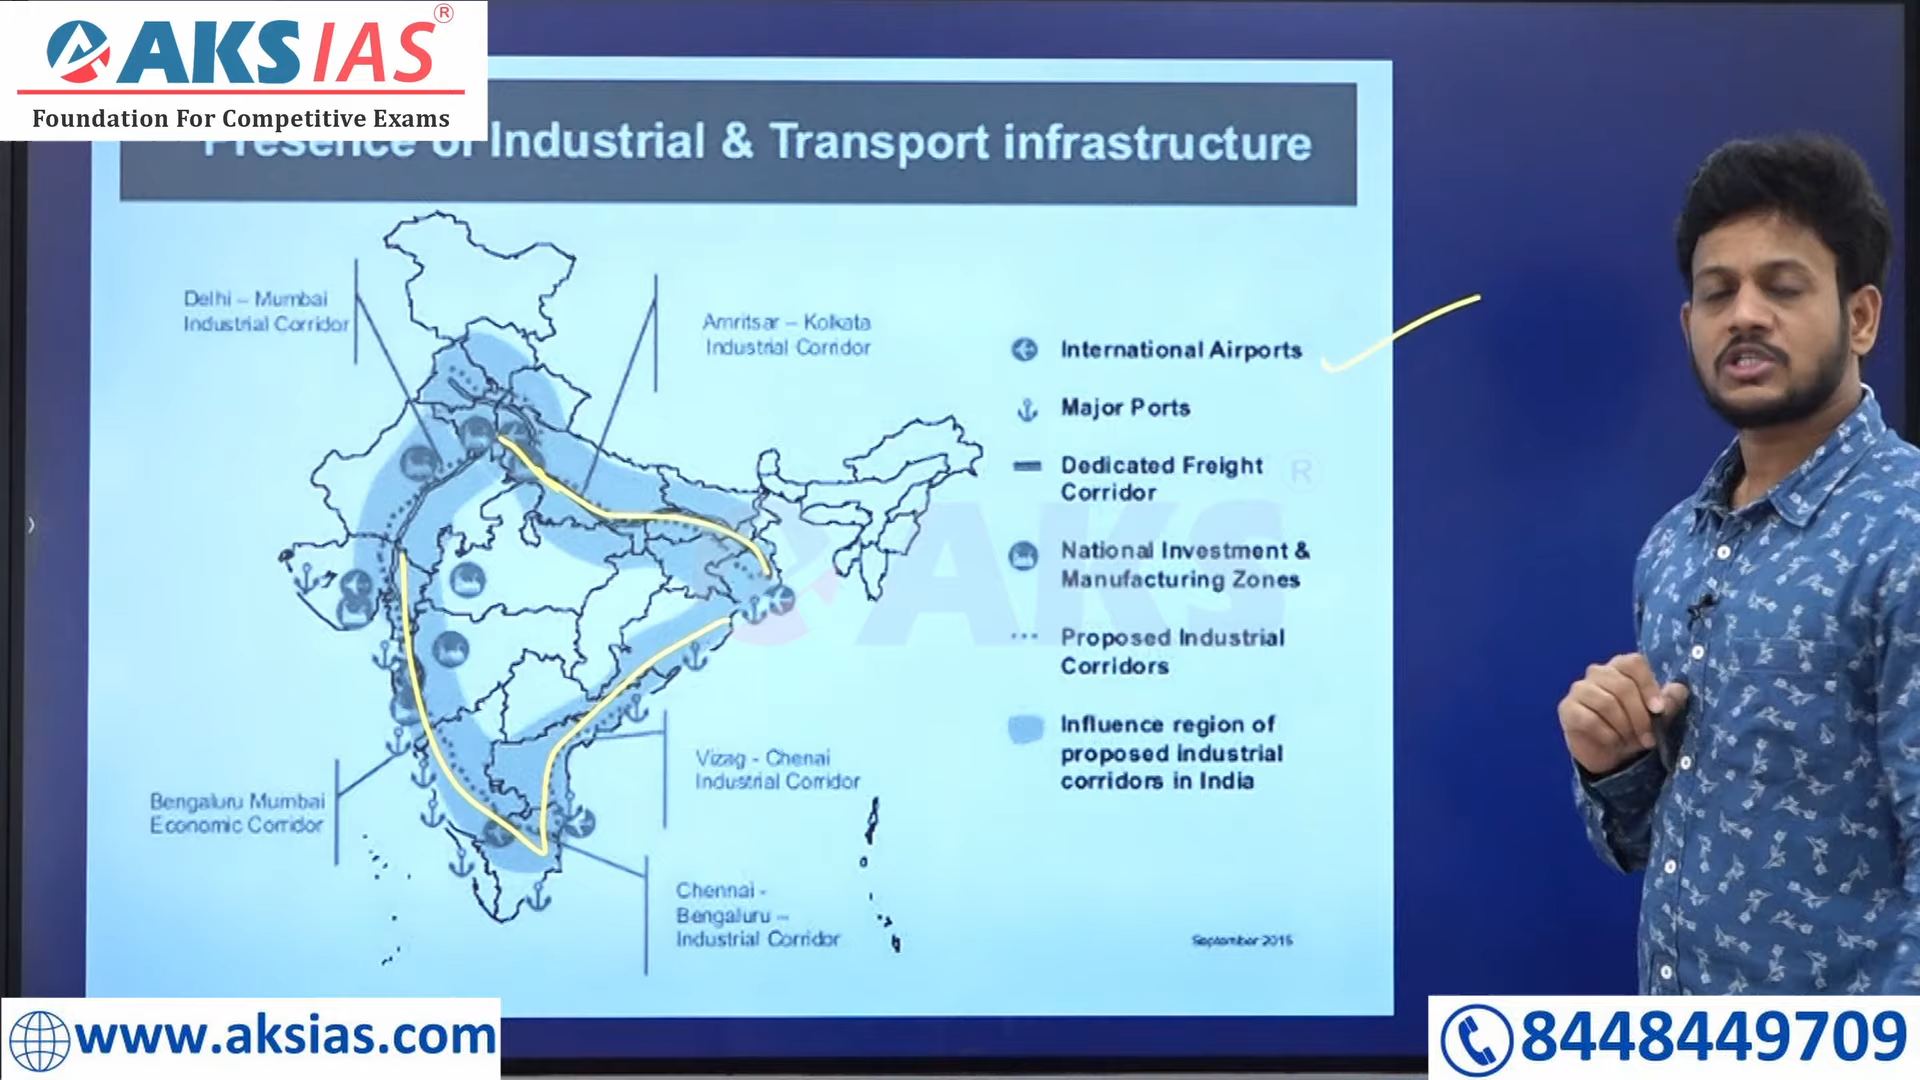 AKS IAS ®
Foundation For Competitive Exams
Presence of Industrial & Transport infrastructure
Delhi – Mumbai
Industrial Corridor
Amritsar – Kolkata
Industrial Corridor
International Airports
Major Ports
Dedicated Freight
Corridor
National Investment &
Manufacturing Zones
Proposed Industrial
Corridors
Influence region of
proposed industrial
corridors in India
Vizag - Chenai
Industrial Corridor
Bengaluru Mumbai
Economic Corridor
Chennai -
Bengaluru –
Industrial Corridor
September 2015
AKS ®
www.aksias.com
8448449709